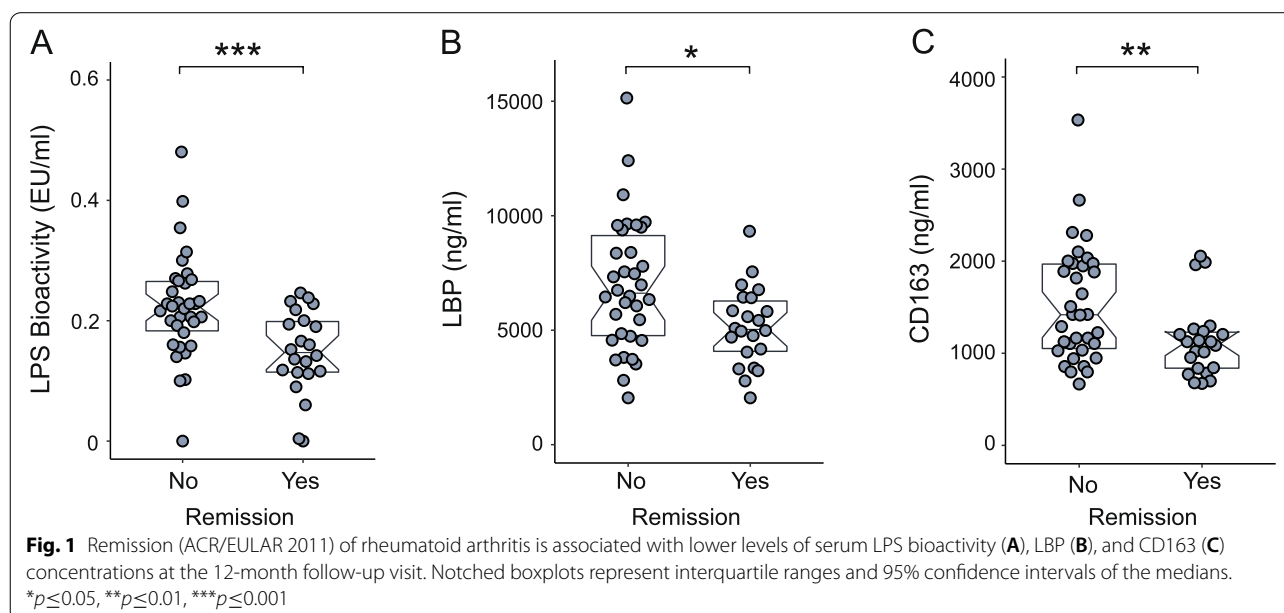 A
***
LPS Bioactivity (EU/ml)
0.6
0.4
0.2
0
No Yes
Remission
B
*
LBP (ng/ml)
15000
10000
5000
0
No Yes
Remission
C
**
CD163 (ng/ml)
4000
3000
2000
1000
0
No Yes
Remission
Fig. 1 Remission (ACR/EULAR 2011) of rheumatoid arthritis is associated with lower levels of serum LPS bioactivity (A), LBP (B), and CD163 (C)
concentrations at the 12-month follow-up visit. Notched boxplots represent interquartile ranges and 95% confidence intervals of the medians.
*p≤0.05, **p≤0.01, ***p≤0.001